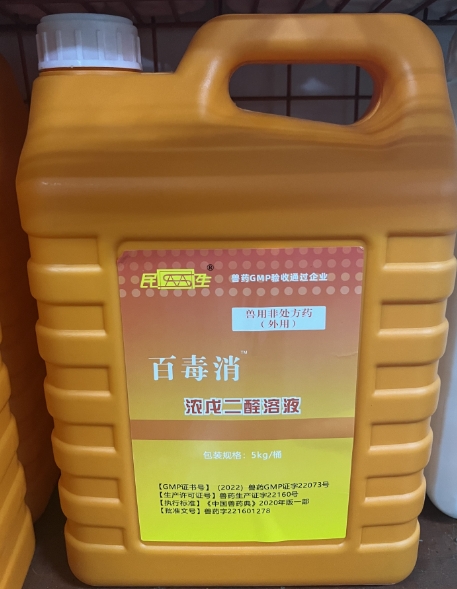 民生®
兽药GMP验收通过企业
兽用非处方药
（外用）
百毒消™
浓戊二醛溶液
包装规格：5kg/桶
【GMP证书号】（2022）兽药GMP证字22073号
【生产许可证号】兽药生产证字22160号
【执行标准】《中国兽药典》2020年版一部
【批准文号】兽药字221601278